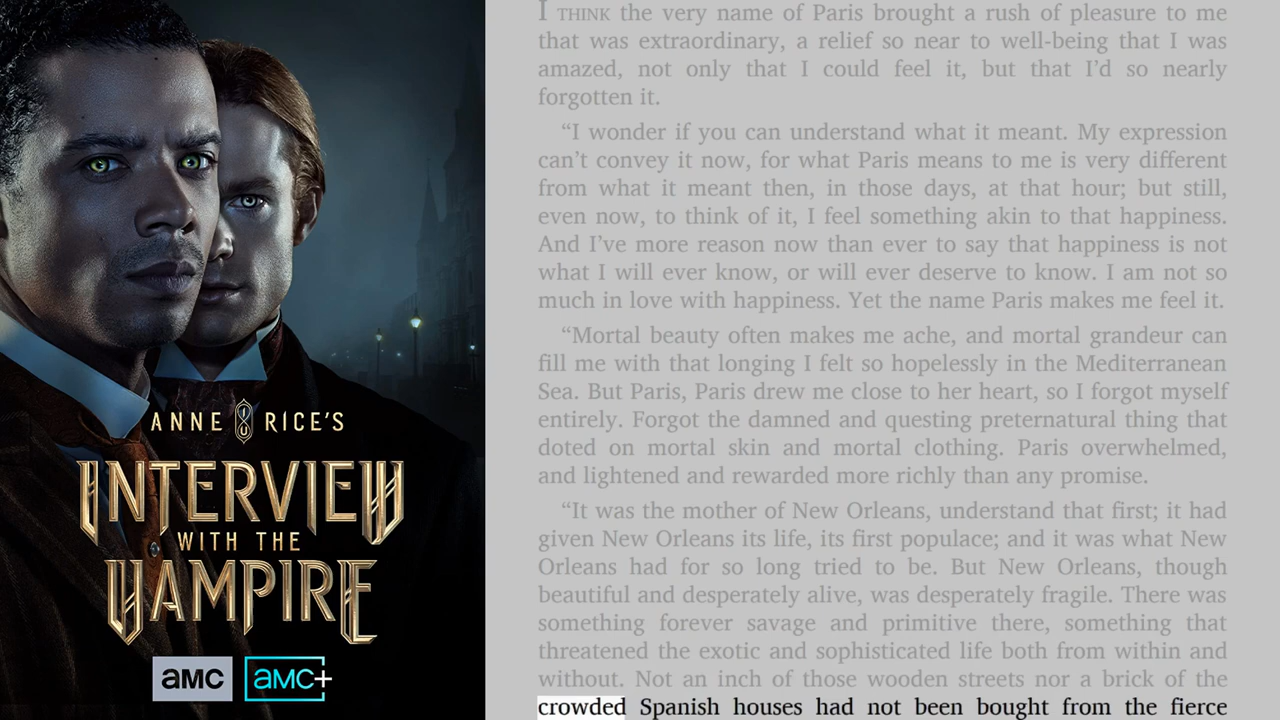 ANNE RICE'S
INTERVIEW
WITH THE
VAMPIRE
aMC
aMC+
I THINK the very name of Paris brought a rush of pleasure to me
that was extraordinary, a relief so near to well-being that I was
amazed, not only that I could feel it, but that I’d so nearly
forgotten it.
“I wonder if you can understand what it meant. My expression
can’t convey it now, for what Paris means to me is very different
from what it meant then, in those days, at that hour; but still,
even now, to think of it, I feel something akin to that happiness.
And I’ve more reason now than ever to say that happiness is not
what I will ever know, or will ever deserve to know. I am not so
much in love with happiness. Yet the name Paris makes me feel it.
“Mortal beauty often makes me ache, and mortal grandeur can
fill me with that longing I felt so hopelessly in the Mediterranean
Sea. But Paris, Paris drew me close to her heart, so I forgot myself
entirely. Forgot the damned and questing preternatural thing that
doted on mortal skin and mortal clothing. Paris overwhelmed,
and lightened and rewarded more richly than any promise.
“It was the mother of New Orleans, understand that first; it had
given New Orleans its life, its first populace; and it was what New
Orleans had for so long tried to be. But New Orleans, though
beautiful and desperately alive, was desperately fragile. There was
something forever savage and primitive there, something that
threatened the exotic and sophisticated life both from within and
without. Not an inch of those wooden streets nor a brick of the
crowded Spanish houses had not been bought from the fierce